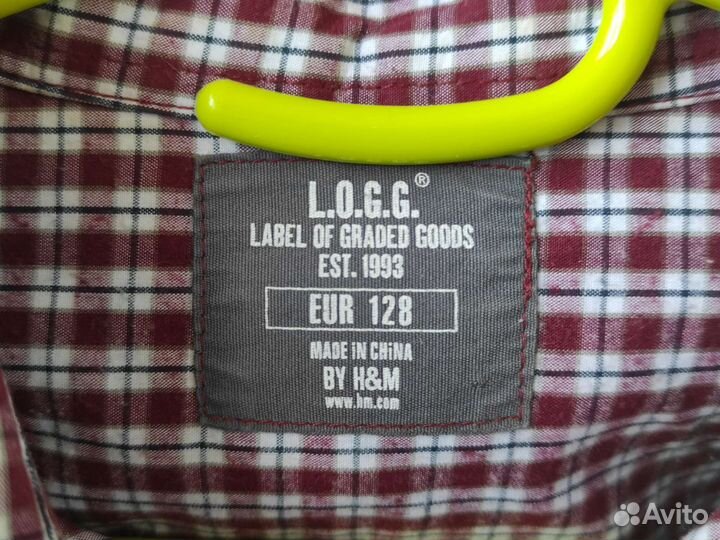 L.O.G.G.®
LABEL OF GRADED GOODS
EST. 1993
EUR 128
MADE IN CHINA
BY H&M
www.hm.com
Avito